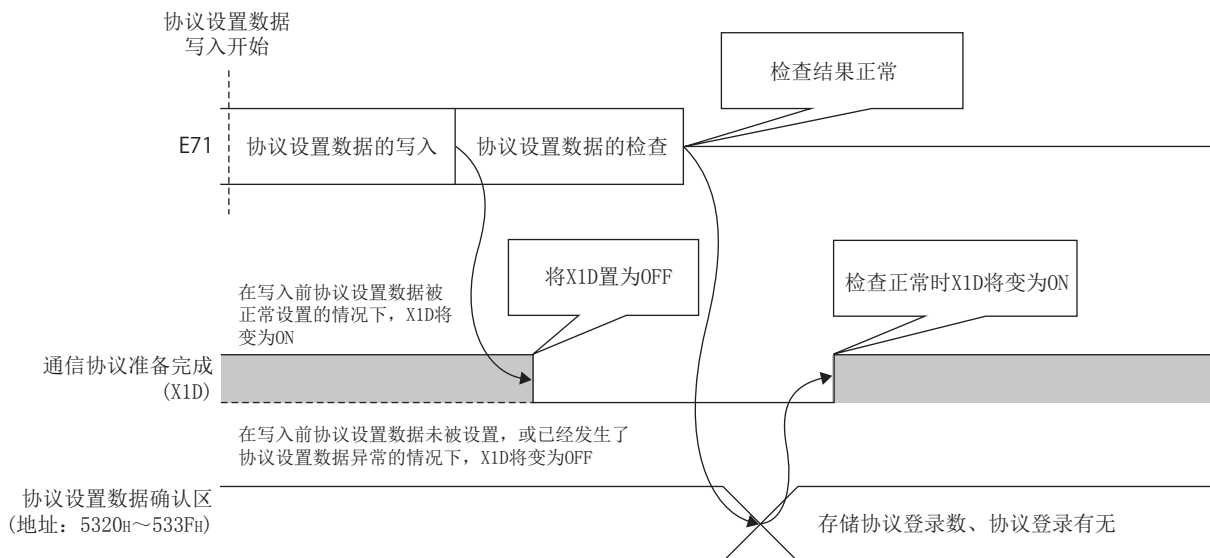 协议设置数据
写入开始
检查结果正常
E71
协议设置数据的写入
协议设置数据的检查
将X1D置为OFF
检查正常时X1D将变为ON
在写入前协议设置数据被
正常设置的情况下，X1D将
变为ON
通信协议准备完成
(X1D)
在写入前协议设置数据未被设置，或已经发生了
协议设置数据异常的情况下，X1D将变为OFF
协议设置数据确认区
(地址：5320H～533FH)
存储协议登录数、协议登录有无